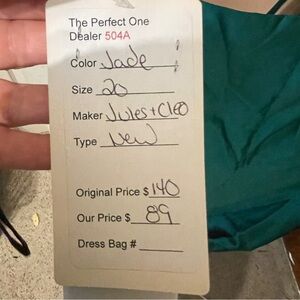 The Perfect One
Dealer 504A
Color Jade
Size 20
Maker Jules + Cleo
Type New
Original Price $ 140
Our Price $ 89
Dress Bag #